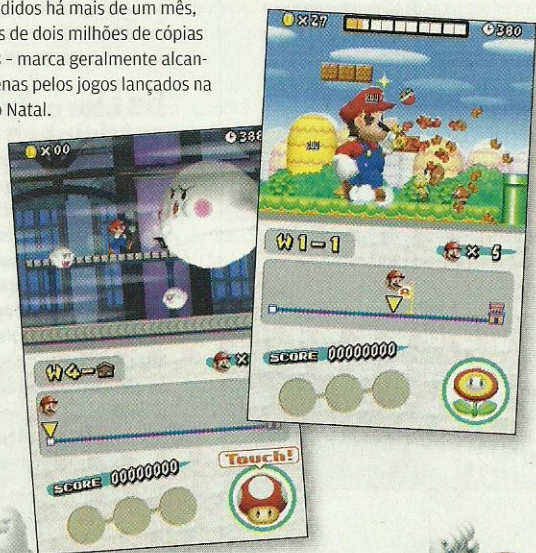 didos há mais de um mês,
s de dois milhões de cópias
s – marca geralmente alcan-
enas pelos jogos lançados na
o Natal.
×00
388
W4-
×
SCORE 00000000
Touch!
×27
380
W1-1
× 5
SCORE 00000000